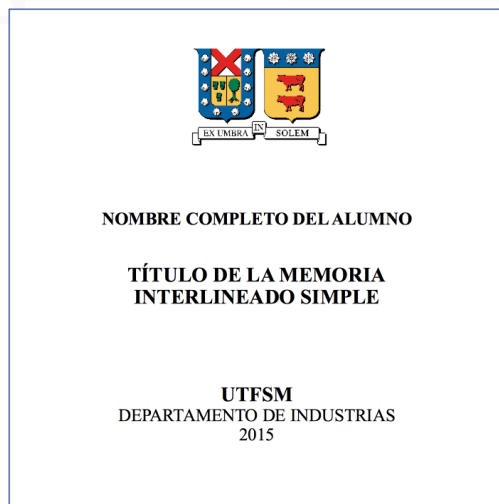 EX UMBRA IN SOLEM
NOMBRE COMPLETO DEL ALUMNO
TÍTULO DE LA MEMORIA
INTERLINEADO SIMPLE
UTFSM
DEPARTAMENTO DE INDUSTRIAS
2015